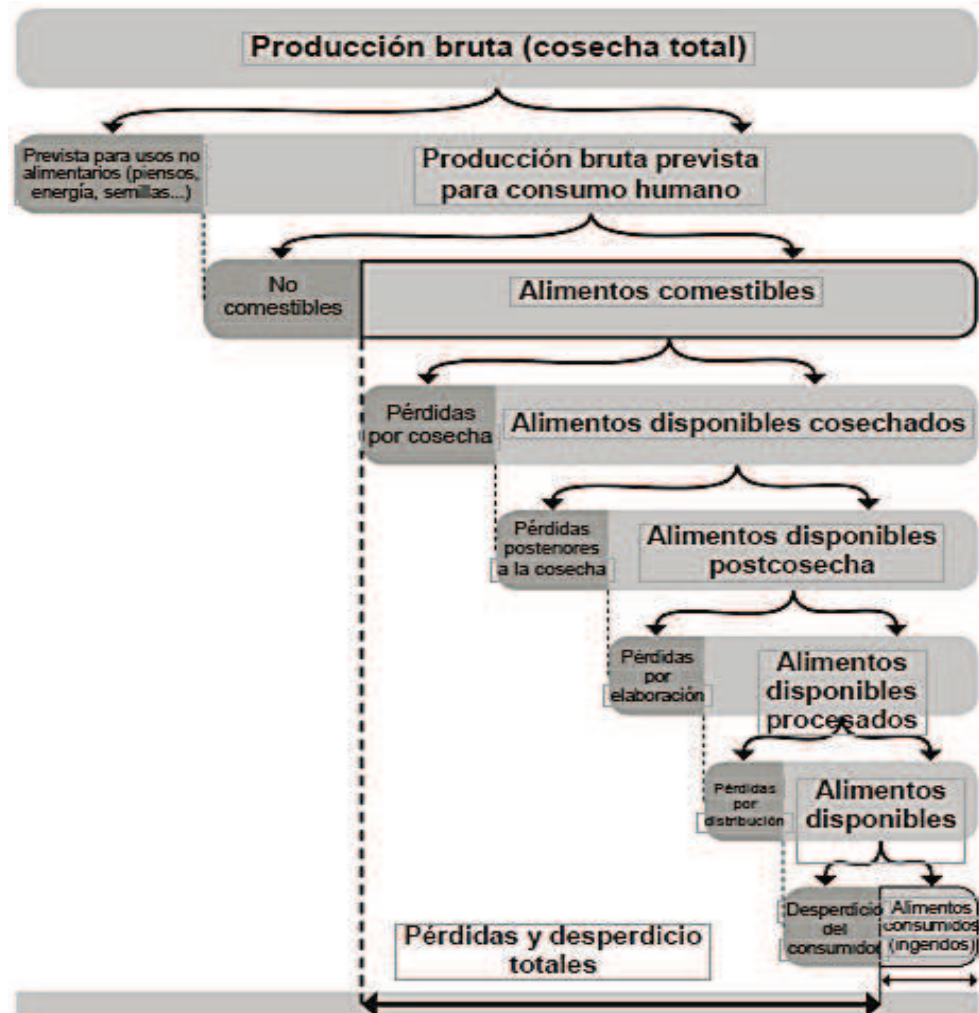 Producción bruta (cosecha total)
Prevista para usos no
alimentarios (piensos,
energía, semillas...)
Producción bruta prevista
para consumo humano
No
comestibles
Alimentos comestibles
Pérdidas
por cosecha
Alimentos disponibles cosechados
Pérdidas
posteriores
a la cosecha
Alimentos disponibles
postcosecha
Pérdidas
por
elaboración
Alimentos
disponibles
procesados
Pérdidas
por
distribución
Alimentos
disponibles
Desperdicio
del
consumidor
Alimentos
consumidos
(ingeridos)
Pérdidas y desperdicio
totales